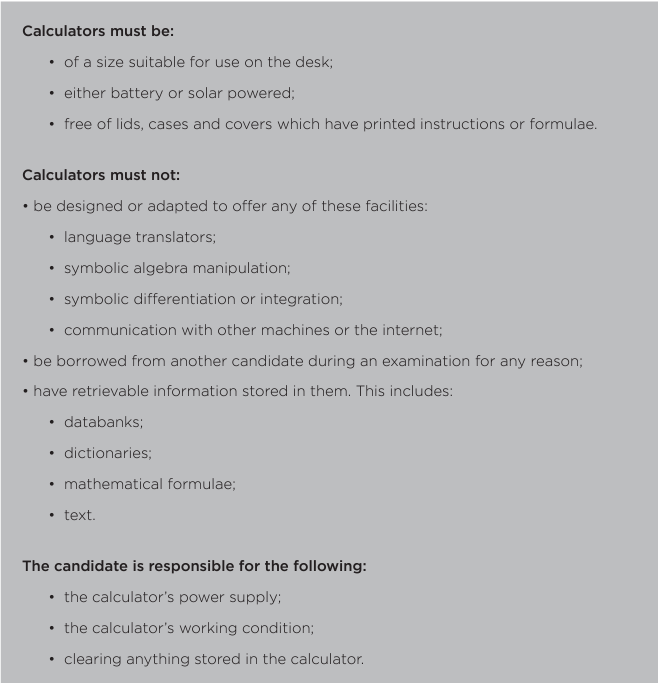 Calculators must be:
• of a size suitable for use on the desk;
• either battery or solar powered;
• free of lids, cases and covers which have printed instructions or formulae.
Calculators must not:
• be designed or adapted to offer any of these facilities:
• language translators;
• symbolic algebra manipulation;
• symbolic differentiation or integration;
• communication with other machines or the internet;
• be borrowed from another candidate during an examination for any reason;
• have retrievable information stored in them. This includes:
• databanks;
• dictionaries;
• mathematical formulae;
• text.
The candidate is responsible for the following:
• the calculator’s power supply;
• the calculator’s working condition;
• clearing anything stored in the calculator.